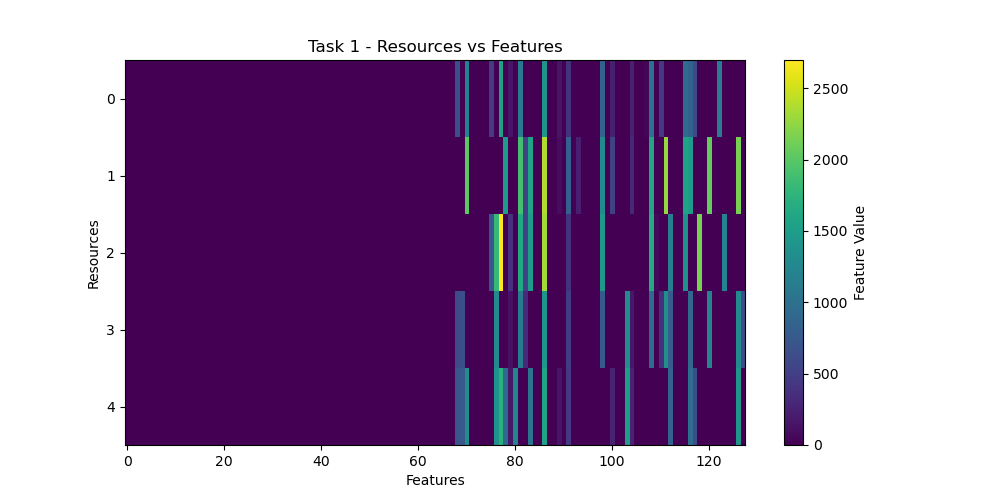 Task 1 - Resources vs Features
Resources
0
1
2
3
4
0 20 40 60 80 100 120
Features
2500
2000
1500
1000
500
0
Feature Value